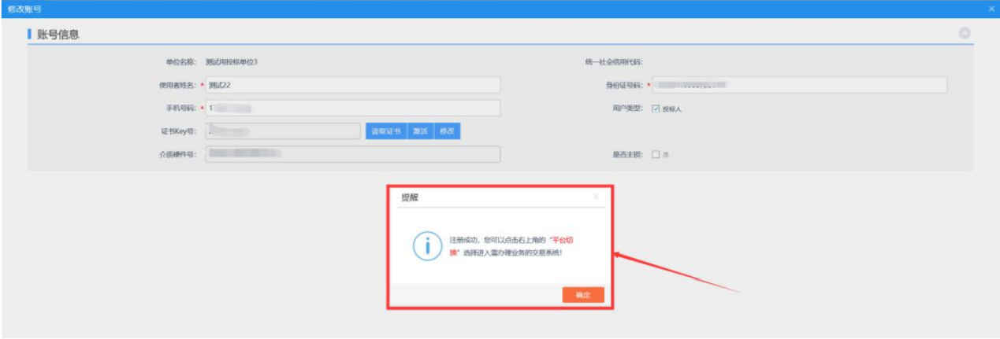 修改账号
账号信息
单位名称： 测试用投标单位3
统一社会信用代码：
使用者姓名： * 测试22
身份证号码： *
手机号码： * 1
用户类型： 投标人
证书Key号： 读取证书 激活 修改
介质硬件号：
是否主锁： 是
提醒
注册成功，您可以点击右上角的“平台切
换”选择进入需办理业务的交易系统！
确定